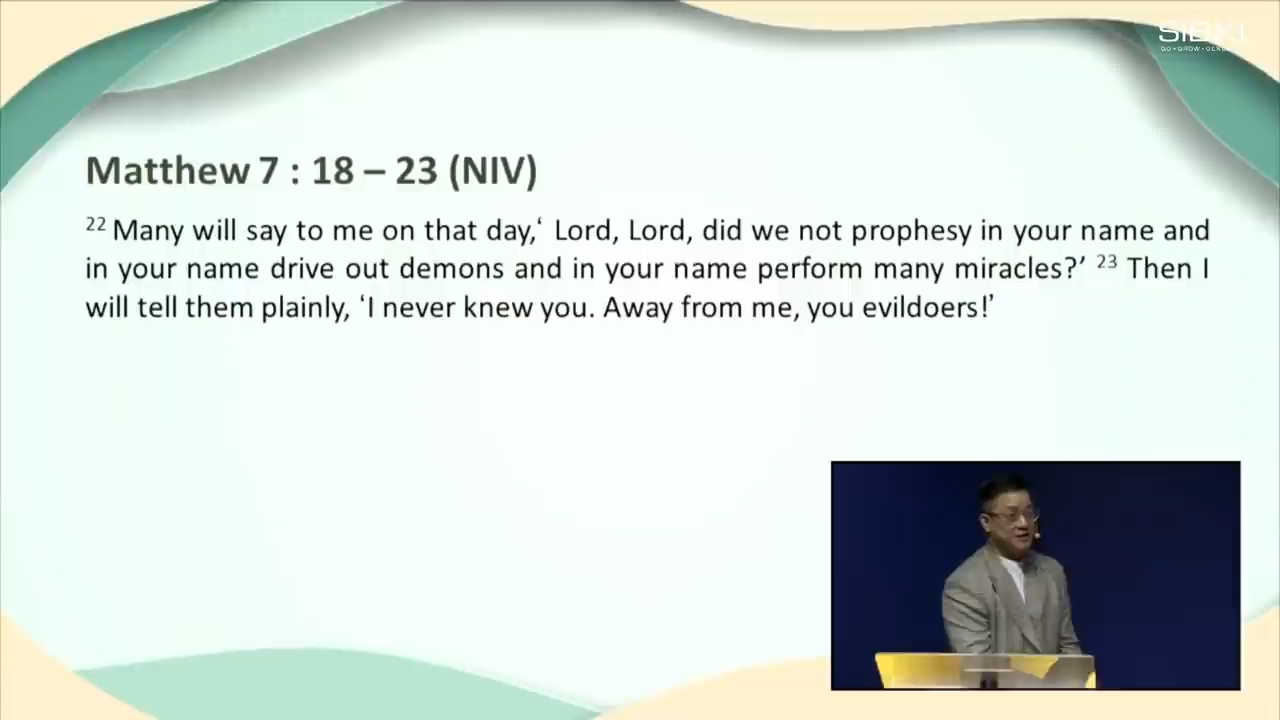 SIBKL
Matthew 7 : 18 – 23 (NIV)
22 Many will say to me on that day,‘ Lord, Lord, did we not prophesy in your name and
in your name drive out demons and in your name perform many miracles?’ 23 Then I
will tell them plainly, ‘I never knew you. Away from me, you evildoers!’